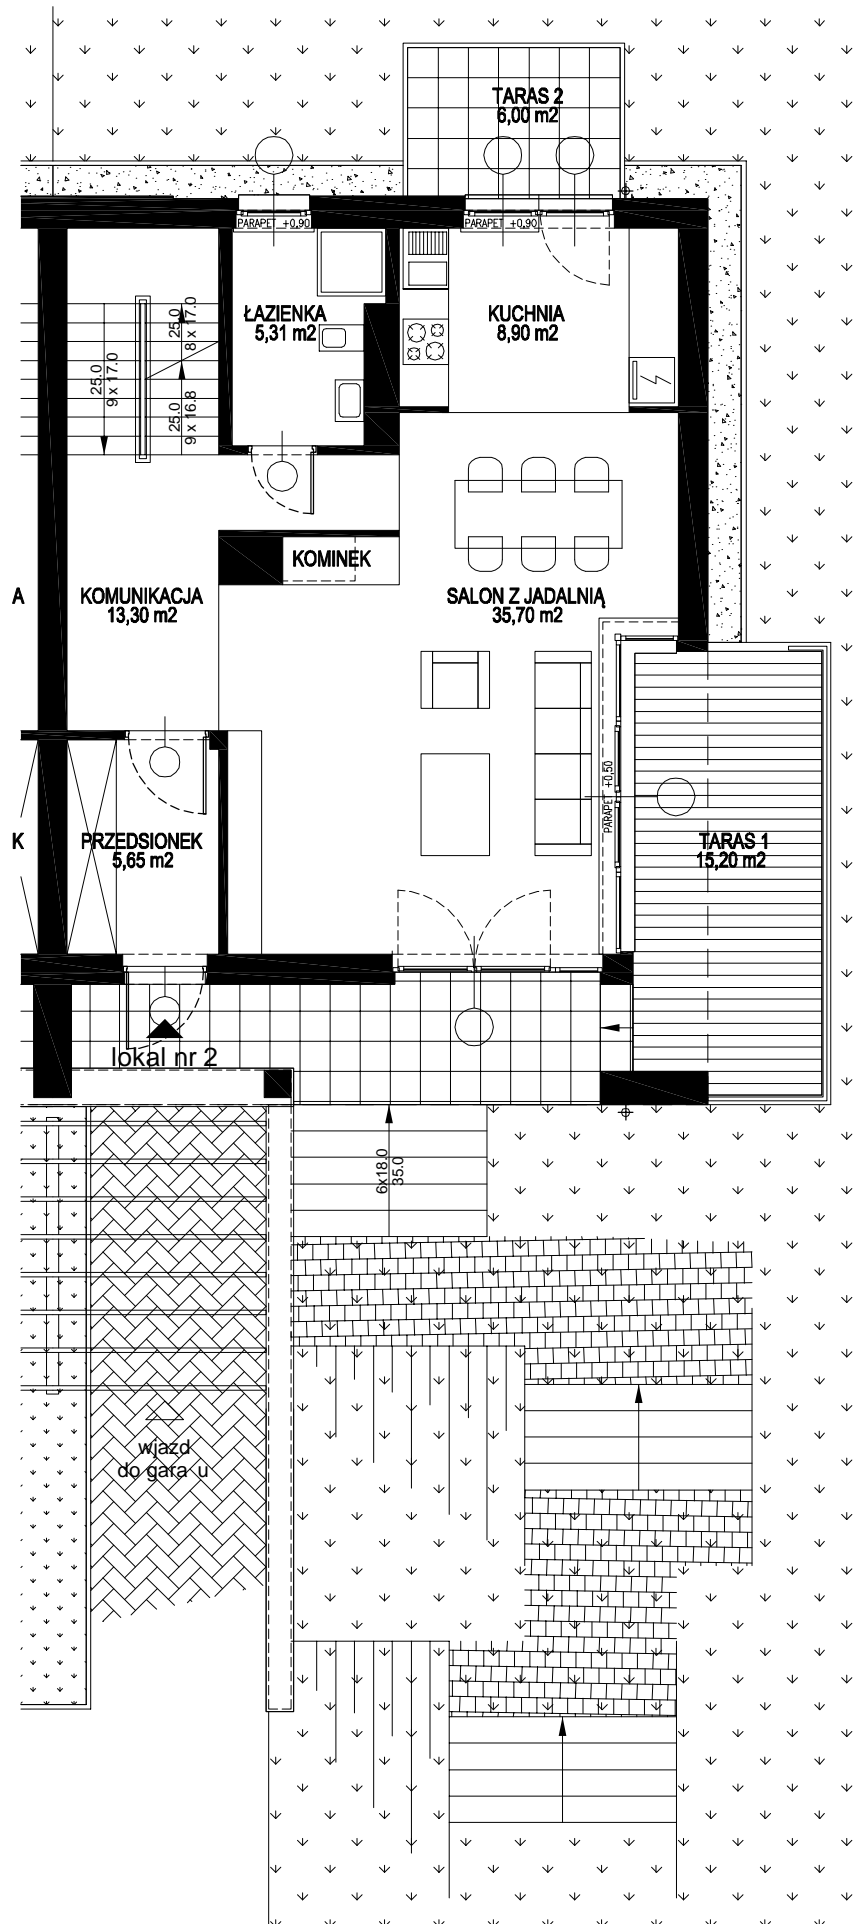 TARAS 2
6,00 m2
PARAPET +0,90
PARAPET +0,90
ŁAZIENKA
5,31 m2
KUCHNIA
8,90 m2
25.0
9 x 17.0
25.0
8 x 17.0
25.0
9 x 16.8
KOMINEK
A
KOMUNIKACJA
13,30 m2
SALON Z JADALNIĄ
35,70 m2
PARAPET +0,50
K
PRZEDSIONEK
5,65 m2
TARAS 1
15,20 m2
lokal nr 2
6x18.0
35.0
wjazd
do gara u